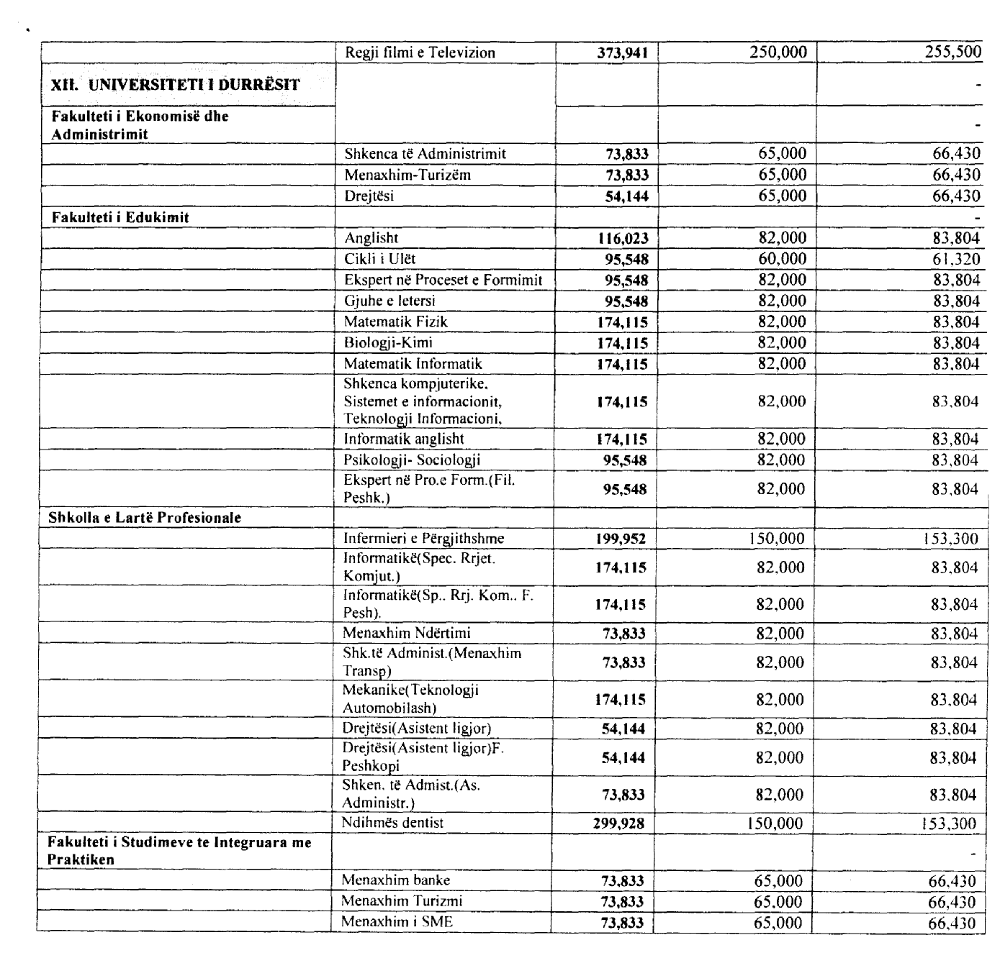 Regji filmi e Televizion 373,941 250,000 255,500
XII. UNIVERSITETI I DURRËSIT -
Fakulteti i Ekonomisë dhe
Administrimit -
Shkenca të Administrimit 73,833 65,000 66,430
Menaxhim-Turizëm 73,833 65,000 66,430
Drejtësi 54,144 65,000 66,430
Fakulteti i Edukimit -
Anglisht 116,023 82,000 83,804
Cikli i Ulët 95,548 60,000 61,320
Ekspert në Proceset e Formimit 95,548 82,000 83,804
Gjuhe e letersi 95,548 82,000 83,804
Matematik Fizik 174,115 82,000 83,804
Biologji-Kimi 174,115 82,000 83,804
Matematik Informatik 174,115 82,000 83,804
Shkenca kompjuterike,
Sistemet e informacionit, 174,115 82,000 83,804
Teknologji Informacioni,
Informatik anglisht 174,115 82,000 83,804
Psikologji- Sociologji 95,548 82,000 83,804
Ekspert në Pro.e Form.(Fil.
Peshk.) 95,548 82,000 83,804
Shkolla e Lartë Profesionale
Infermieri e Përgjithshme 199,952 150,000 153,300
Informatikë(Spec. Rrjet.
Komjut.) 174,115 82,000 83,804
Informatikë(Sp.. Rrj. Kom.. F.
Pesh). 174,115 82,000 83,804
Menaxhim Ndërtimi 73,833 82,000 83,804
Shk.të Administ.(Menaxhim
Transp) 73,833 82,000 83,804
Mekanike(Teknologji
Automobilash) 174,115 82,000 83,804
Drejtësi(Asistent ligjor) 54,144 82,000 83,804
Drejtësi(Asistent ligjor)F.
Peshkopi 54,144 82,000 83,804
Shken. të Admist.(As.
Administr.) 73,833 82,000 83,804
Ndihmës dentist 299,928 150,000 153,300
Fakulteti i Studimeve te Integruara me
Praktiken -
Menaxhim banke 73,833 65,000 66,430
Menaxhim Turizmi 73,833 65,000 66,430
Menaxhim i SME 73,833 65,000 66,430